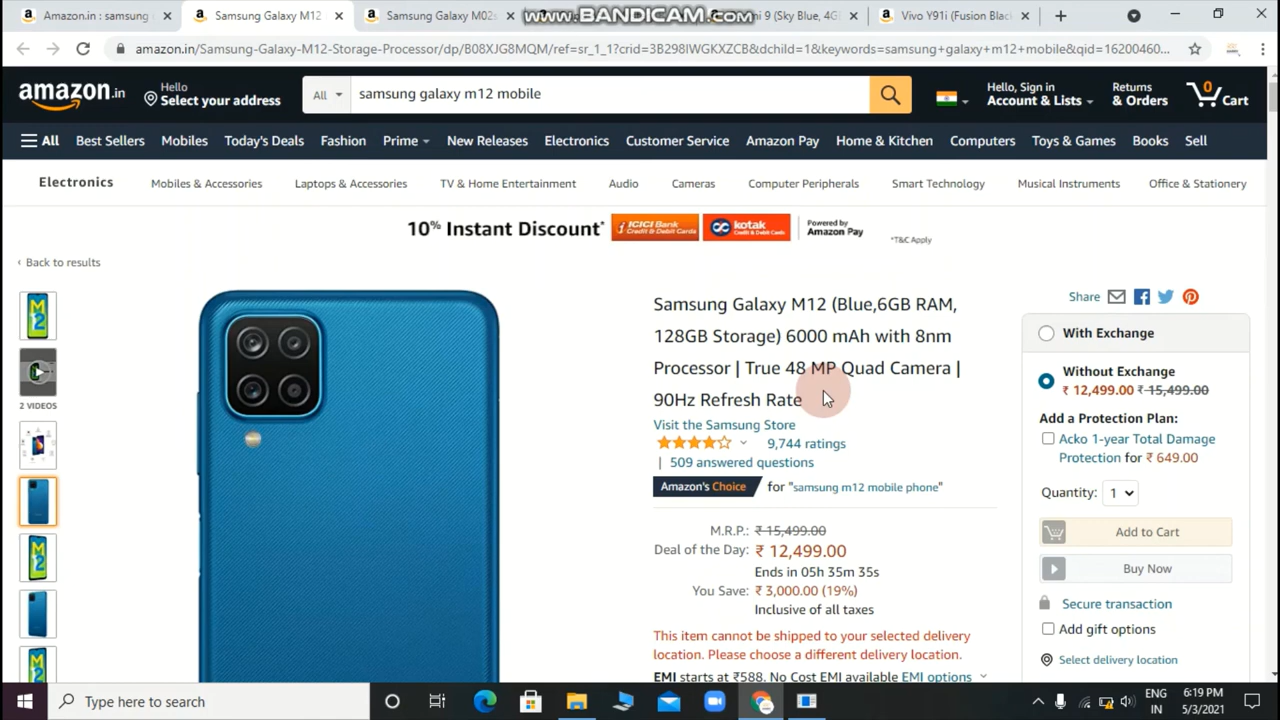 Amazon.in : samsung
Samsung Galaxy M12
Samsung Galaxy M02s
www.BANDICAM.com
9 (Sky Blue, 4G
Vivo Y91i (Fusion Blac
amazon.in/Samsung-Galaxy-M12-Storage-Processor/dp/B08XJG8MQM/ref=sr_1_1?crid=3B298IWGKXZCB&dchild=1&keywords=samsung+galaxy+m12+mobile&qid=16200460...
amazon.in
Hello
Select your address
All
samsung galaxy m12 mobile
Hello, Sign in
Account & Lists
Returns
& Orders
0
Cart
All
Best Sellers
Mobiles
Today's Deals
Fashion
Prime
New Releases
Electronics
Customer Service
Amazon Pay
Home & Kitchen
Computers
Toys & Games
Books
Sell
Electronics
Mobiles & Accessories
Laptops & Accessories
TV & Home Entertainment
Audio
Cameras
Computer Peripherals
Smart Technology
Musical Instruments
Office & Stationery
10% Instant Discount*
ICICI Bank
Credit & Debit Cards
kotak
Credit & Debit Cards
Powered by
Amazon Pay
*T&C Apply
‹ Back to results
2 VIDEOS
Samsung Galaxy M12 (Blue,6GB RAM,
128GB Storage) 6000 mAh with 8nm
Processor | True 48 MP Quad Camera |
90Hz Refresh Rate
Visit the Samsung Store
9,744 ratings
| 509 answered questions
Amazon's Choice for "samsung m12 mobile phone"
M.R.P.: ₹ 15,499.00
Deal of the Day: ₹ 12,499.00
Ends in 05h 35m 35s
You Save: ₹ 3,000.00 (19%)
Inclusive of all taxes
This item cannot be shipped to your selected delivery
location. Please choose a different delivery location.
EMI starts at ₹588. No Cost EMI available EMI options
Share
With Exchange
Without Exchange
₹ 12,499.00 ₹ 15,499.00
Add a Protection Plan:
Acko 1-year Total Damage
Protection for ₹ 649.00
Quantity: 1
Add to Cart
Buy Now
Secure transaction
Add gift options
Select delivery location
Type here to search
ENG
IN
6:19 PM
5/3/2021